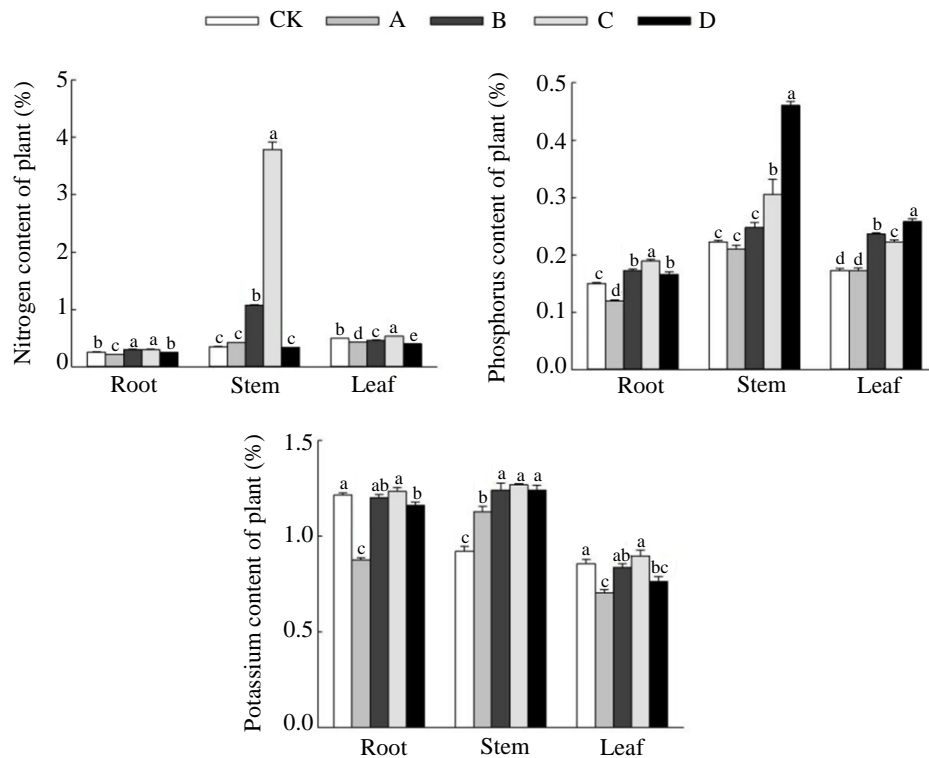 CK A B C D
Nitrogen content of plant (%)
5
4
3
2
1
0
b c a a b
c c b a c
b d c a e
Root Stem Leaf
Phosphorus content of plant (%)
0.5
0.3
0.3
0.2
0.1
0.0
c d b a b
c c c b a
d d b c a
Root Stem Leaf
Potassium content of plant (%)
1.5
1.0
0.5
0.0
a c ab a b
c b a a a
a c ab a bc
Root Stem Leaf